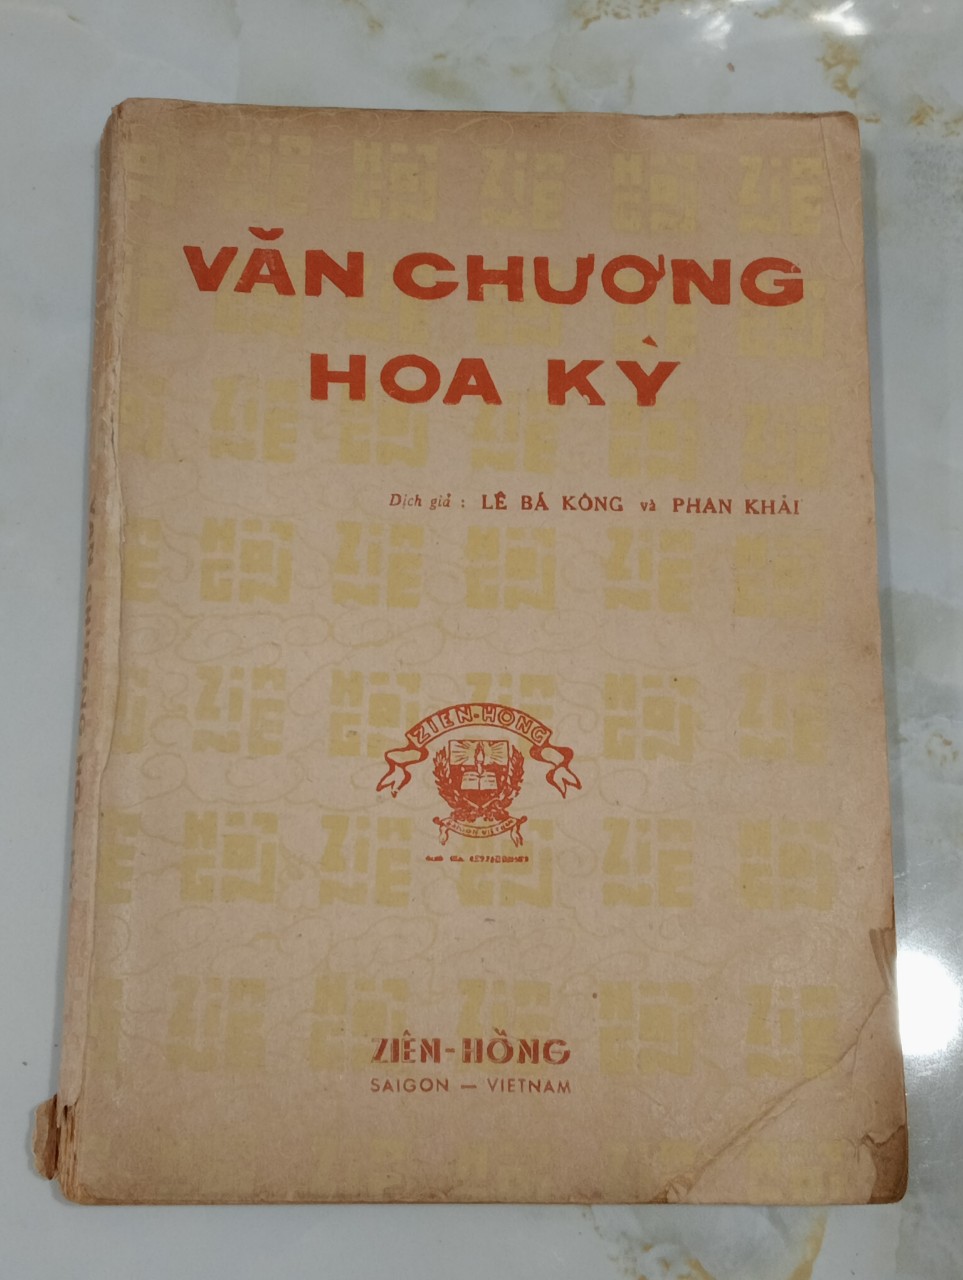 VĂN CHƯƠNG
HOA KỲ
Dịch giả : LÊ BÁ KÔNG và PHAN KHẢI
ZIÊN-HỒNG
ZIÊN-HỒNG
SAIGON — VIETNAM